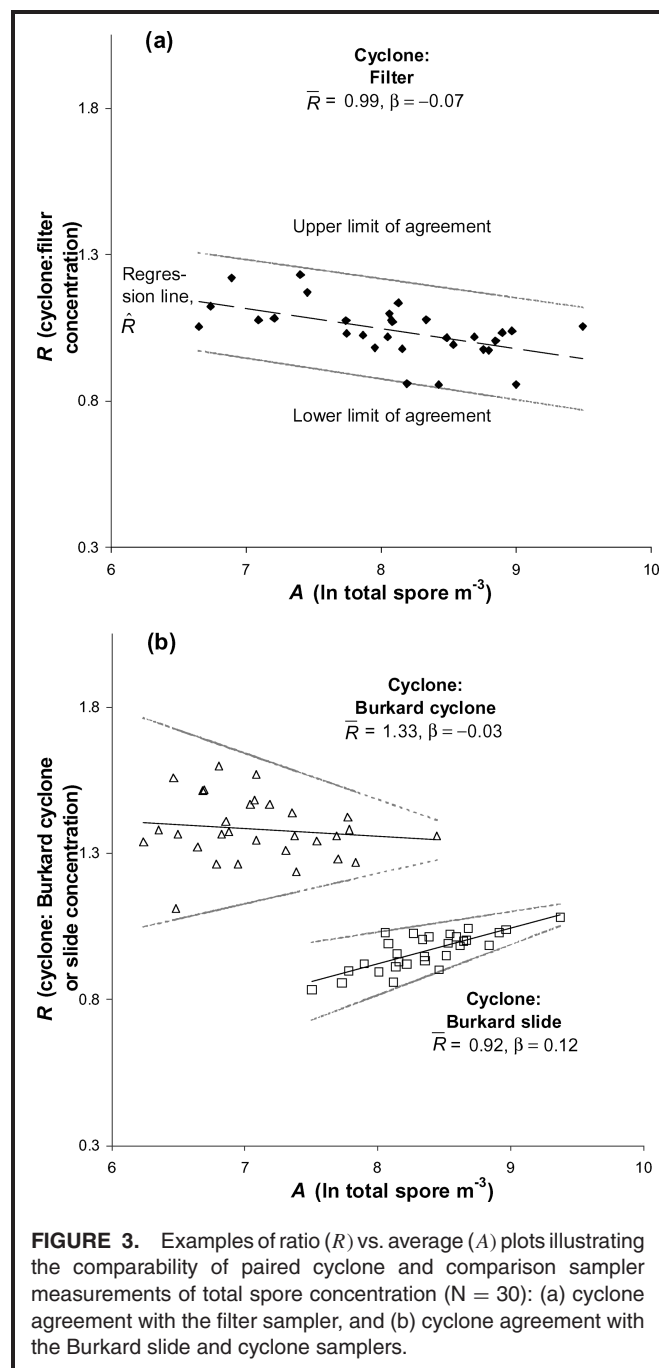 (a)
Cyclone:
Filter
R̅ = 0.99, β = −0.07
1.8
Upper limit of agreement
1.3
Regres-
sion line,
R̂
0.8
Lower limit of agreement
0.3
R (cyclone:filter
concentration)
6 7 8 9 10
A (ln total spore m⁻³)
(b)
Cyclone:
Burkard cyclone
R̅ = 1.33, β = −0.03
1.8
1.3
0.8
0.3
R (cyclone: Burkard cyclone
or slide concentration)
Cyclone:
Burkard slide
R̅ = 0.92, β = 0.12
6 7 8 9 10
A (ln total spore m⁻³)
FIGURE 3. Examples of ratio (R) vs. average (A) plots illustrating
the comparability of paired cyclone and comparison sampler
measurements of total spore concentration (N = 30): (a) cyclone
agreement with the filter sampler, and (b) cyclone agreement with
the Burkard slide and cyclone samplers.